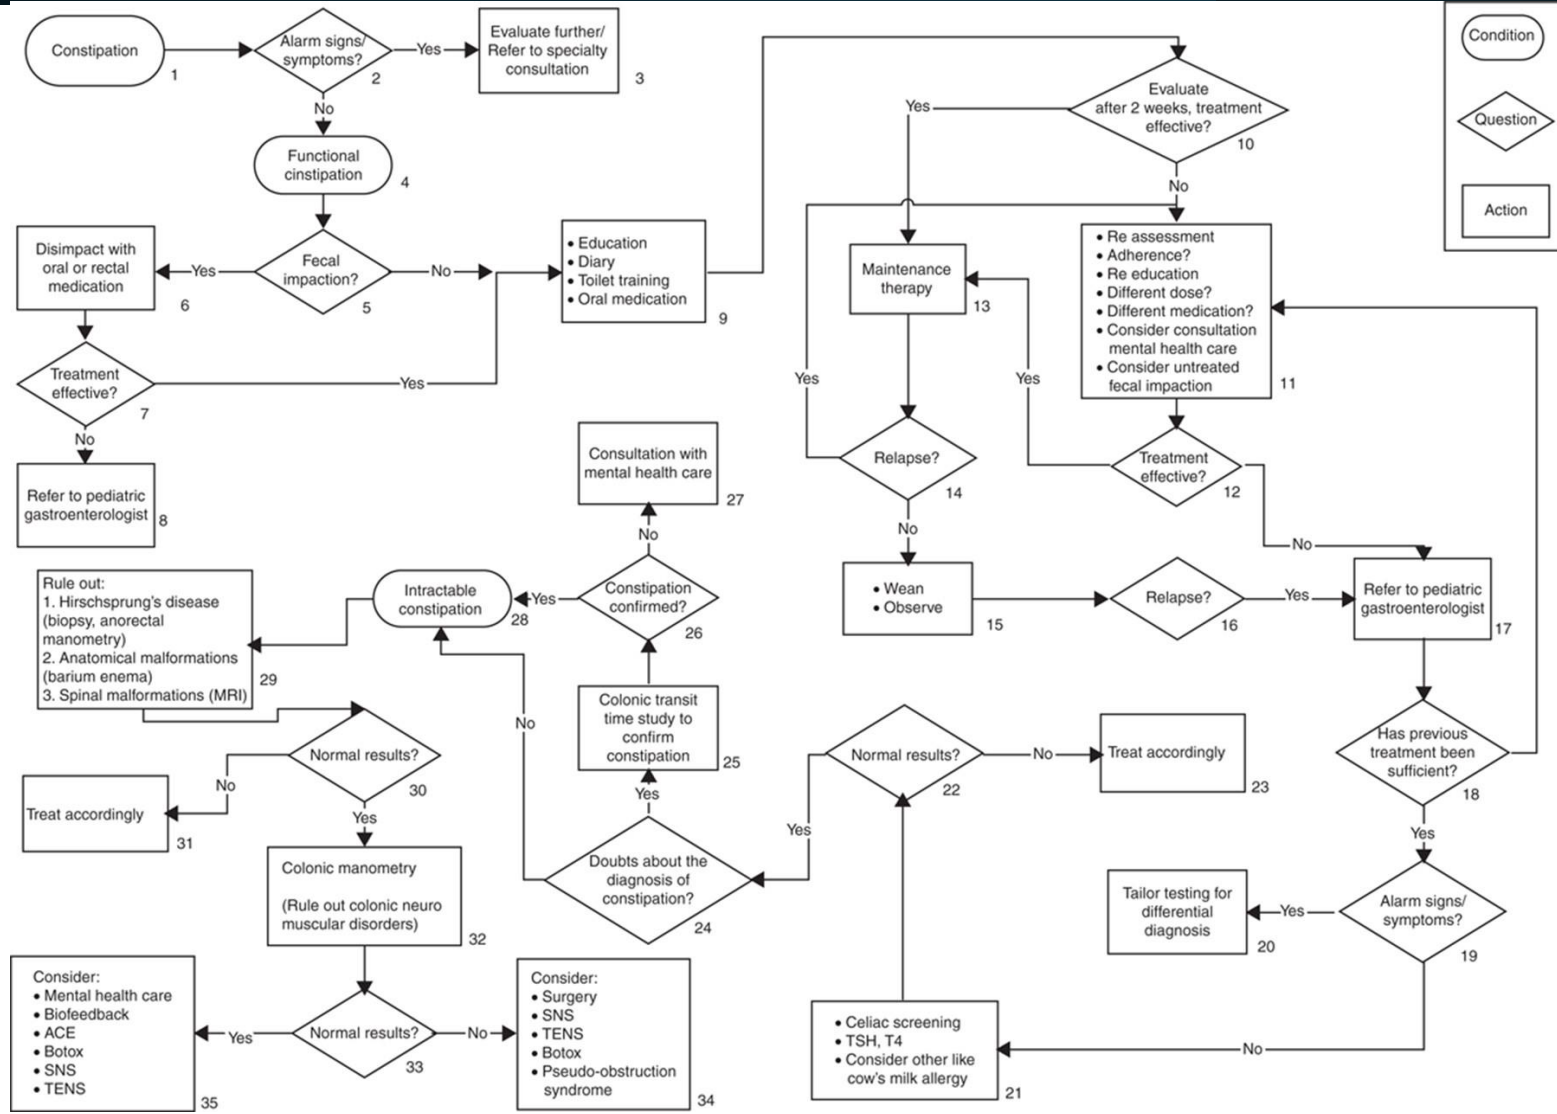 Constipation
1
Alarm signs/
symptoms?
2
Yes
Evaluate further/
Refer to specialty
consultation
3
No
Functional
cinstipation
4
Fecal
impaction?
5
Yes
Disimpact with
oral or rectal
medication
6
No
Treatment
effective?
7
Yes
No
Refer to pediatric
gastroenterologist
8
• Education
• Diary
• Toilet training
• Oral medication
9
Evaluate
after 2 weeks, treatment
effective?
10
Yes
No
• Re assessment
• Adherence?
• Re education
• Different dose?
• Different medication?
• Consider consultation
mental health care
• Consider untreated
fecal impaction
11
Treatment
effective?
12
Yes
No
Maintenance
therapy
13
Relapse?
14
Yes
No
• Wean
• Observe
15
Relapse?
16
Yes
Refer to pediatric
gastroenterologist
17
Has previous
treatment been
sufficient?
18
Yes
Alarm signs/
symptoms?
19
Yes
Tailor testing for
differential
diagnosis
20
No
• Celiac screening
• TSH, T4
• Consider other like
cow's milk allergy
21
Normal results?
22
No
Treat accordingly
23
Yes
Doubts about the
diagnosis of
constipation?
24
Yes
No
Colonic transit
time study to
confirm
constipation
25
Constipation
confirmed?
26
No
Consultation with
mental health care
27
Yes
Intractable
constipation
28
Rule out:
1. Hirschsprung's disease
(biopsy, anorectal
manometry)
2. Anatomical malformations
(barium enema)
3. Spinal malformations (MRI)
29
Normal results?
30
No
Treat accordingly
31
Yes
Colonic manometry
(Rule out colonic neuro
muscular disorders)
32
Normal results?
33
No
Consider:
• Surgery
• SNS
• TENS
• Botox
• Pseudo-obstruction
syndrome
34
Yes
Consider:
• Mental health care
• Biofeedback
• ACE
• Botox
• SNS
• TENS
35
Condition
Question
Action